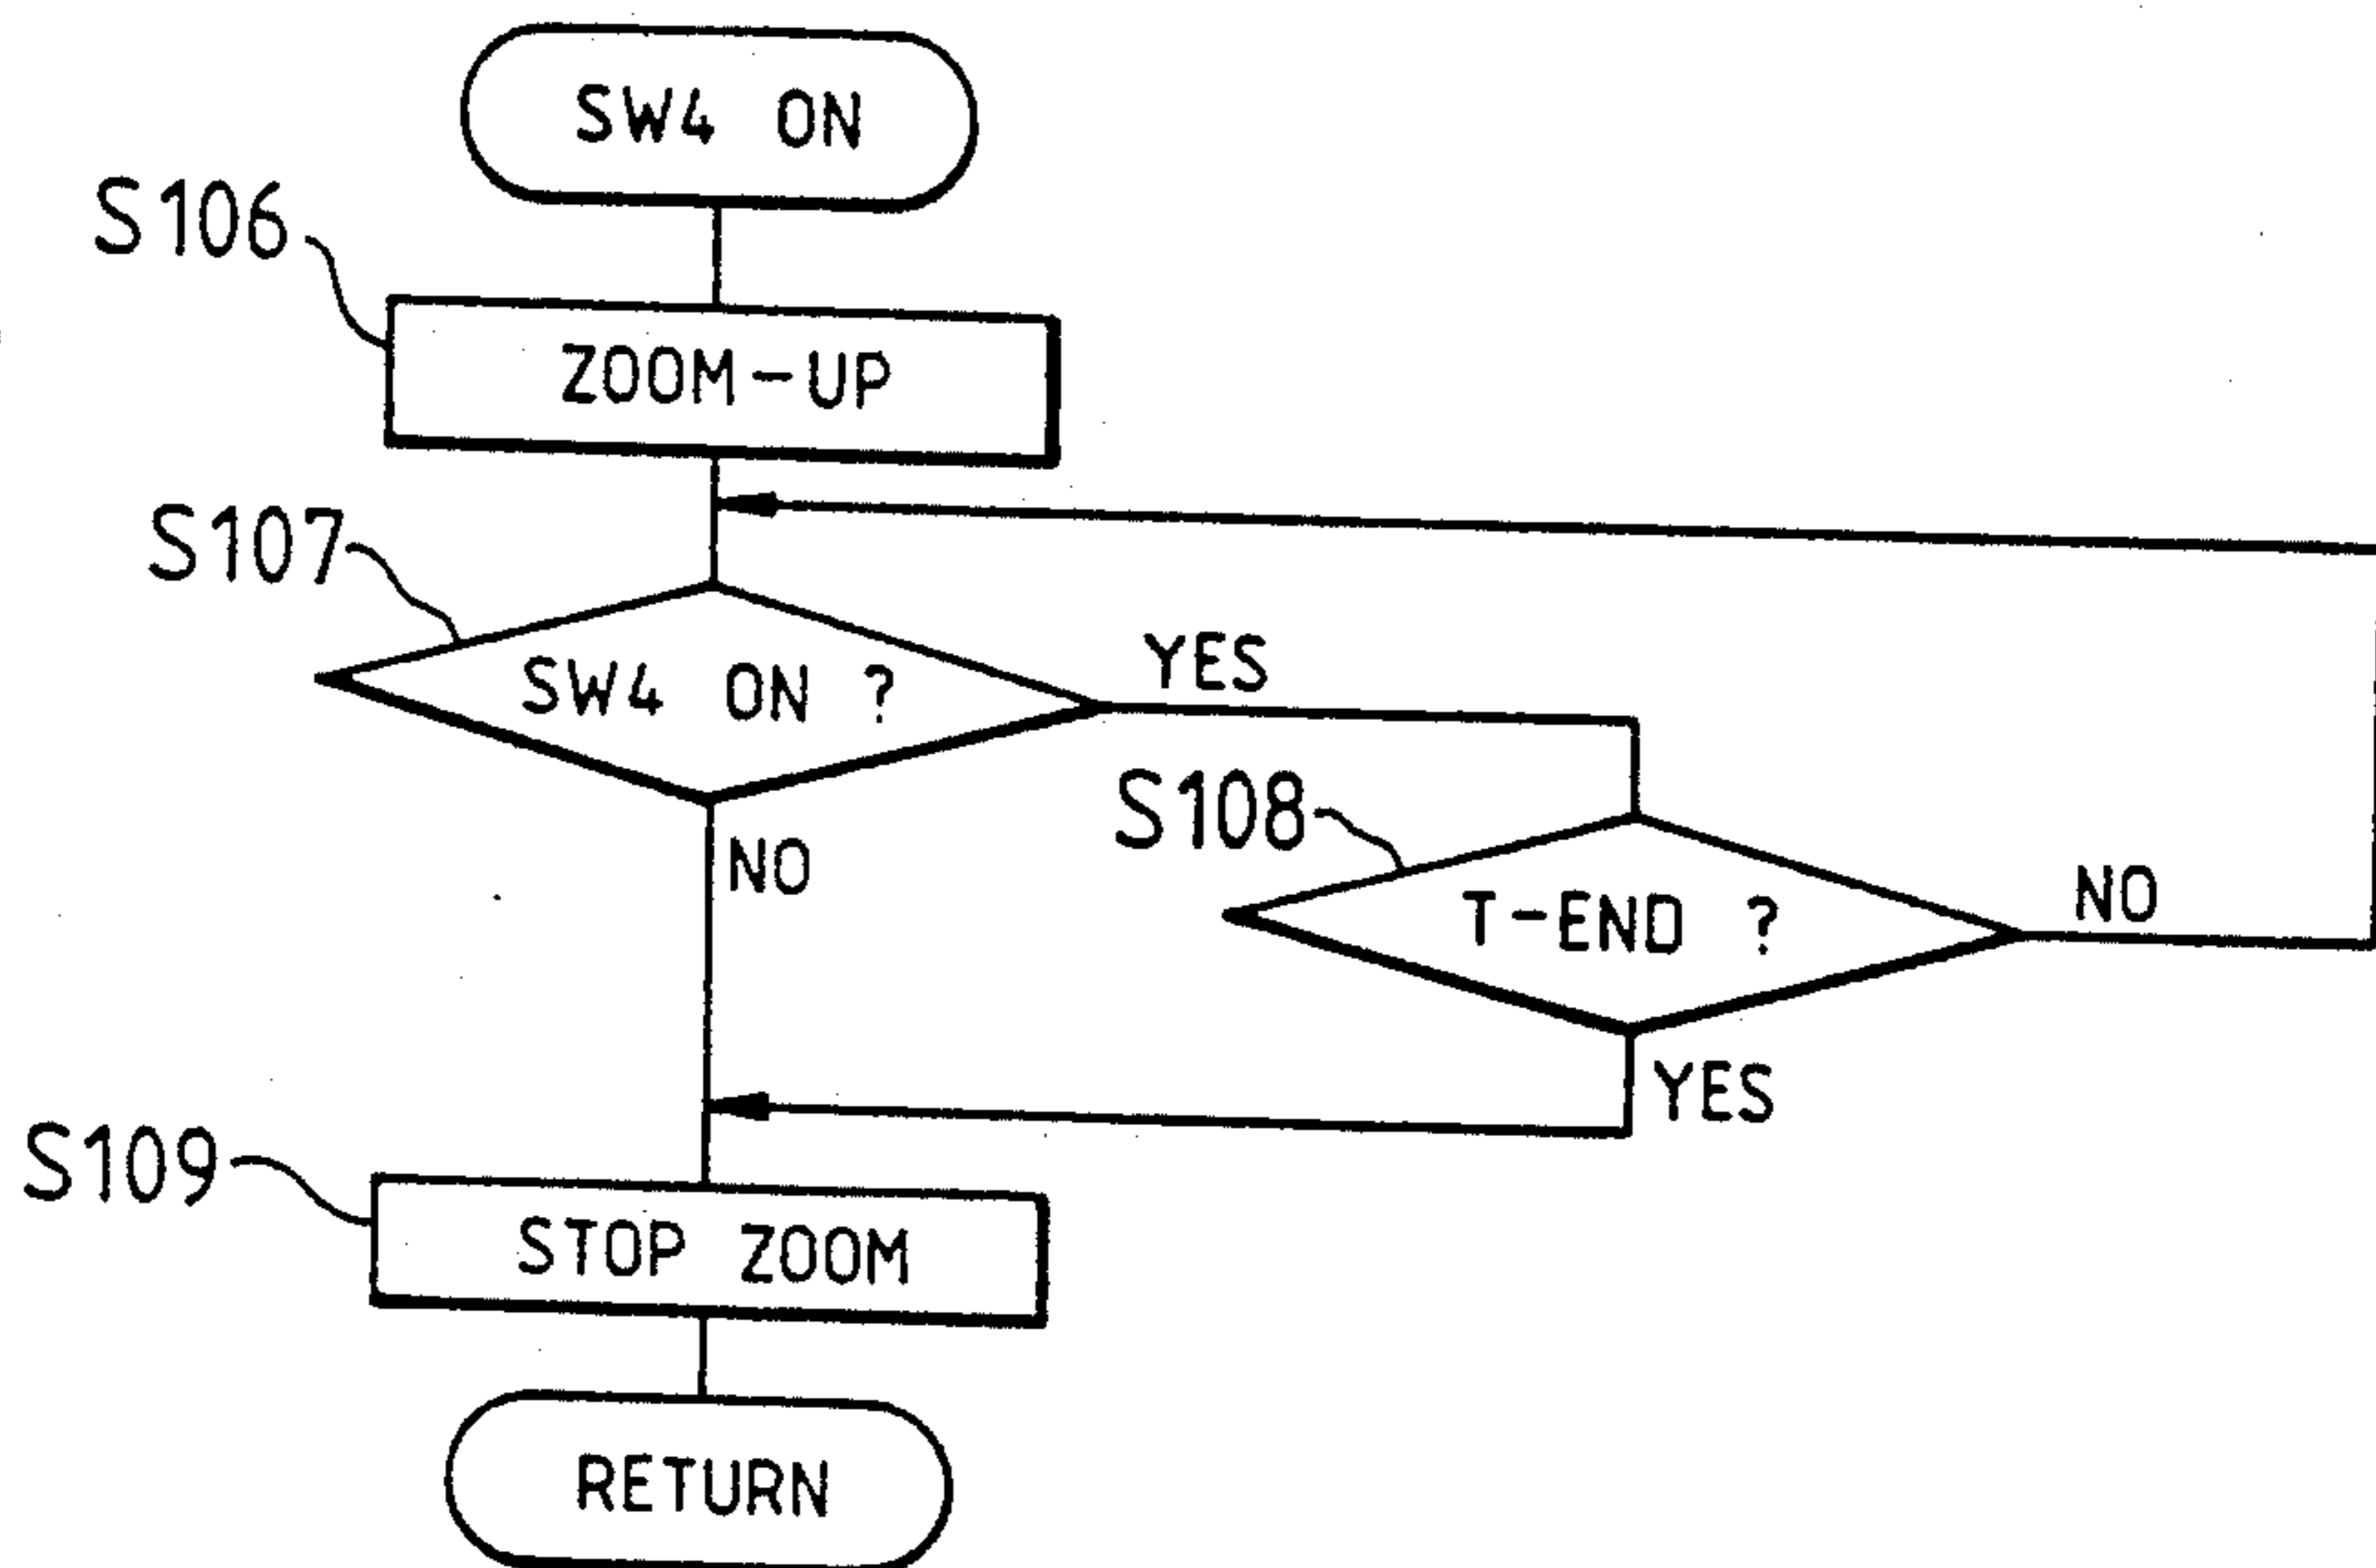 SW4 ON
S106
ZOOM-UP
S107
SW4 ON ?
YES
NO
S108
T-END ?
NO
YES
S109
STOP ZOOM
RETURN